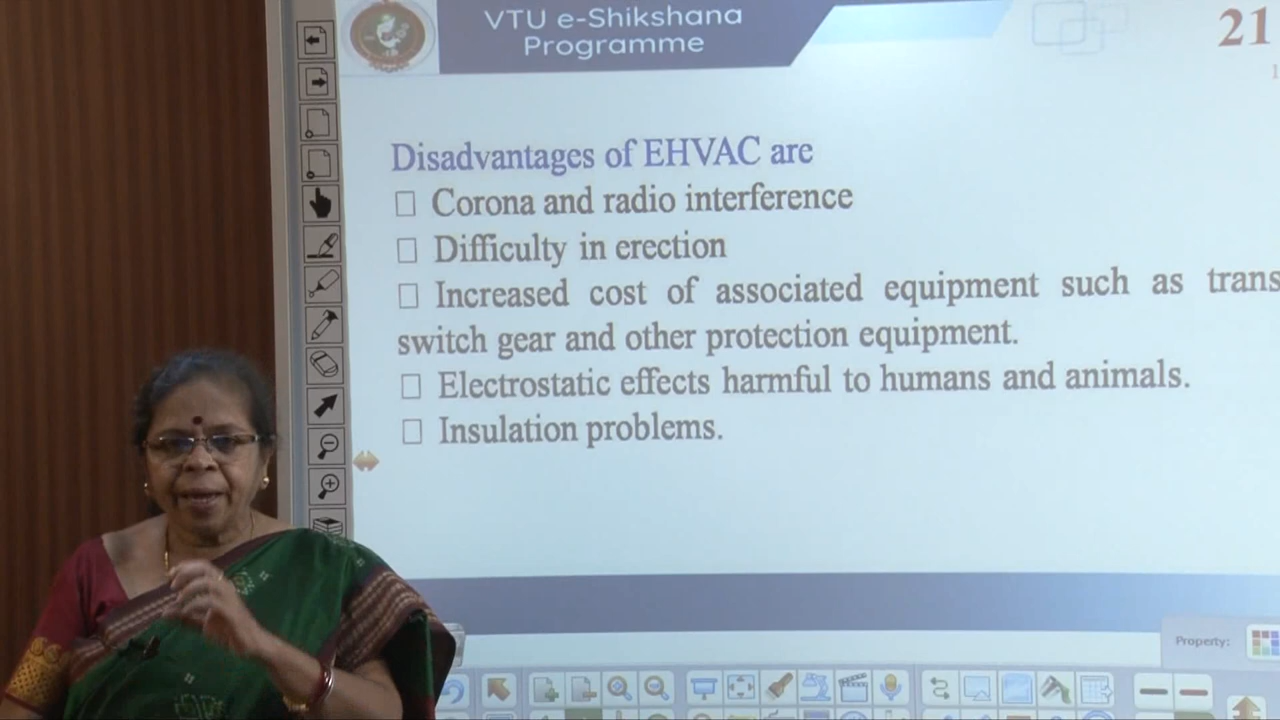 VTU e-Shikshana
Programme
21
Disadvantages of EHVAC are
Corona and radio interference
Difficulty in erection
Increased cost of associated equipment such as trans
switch gear and other protection equipment.
Electrostatic effects harmful to humans and animals.
Insulation problems.
Property: